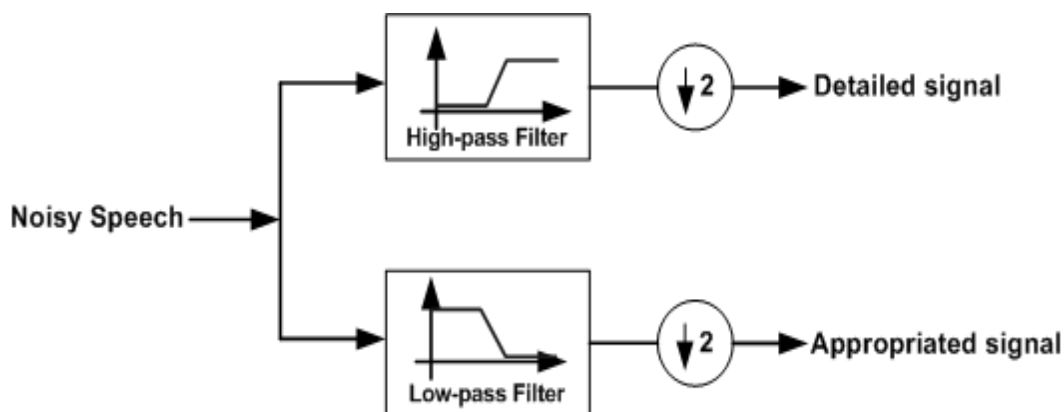 High-pass Filter
↓2
Detailed signal
Noisy Speech
Low-pass Filter
↓2
Appropriated signal